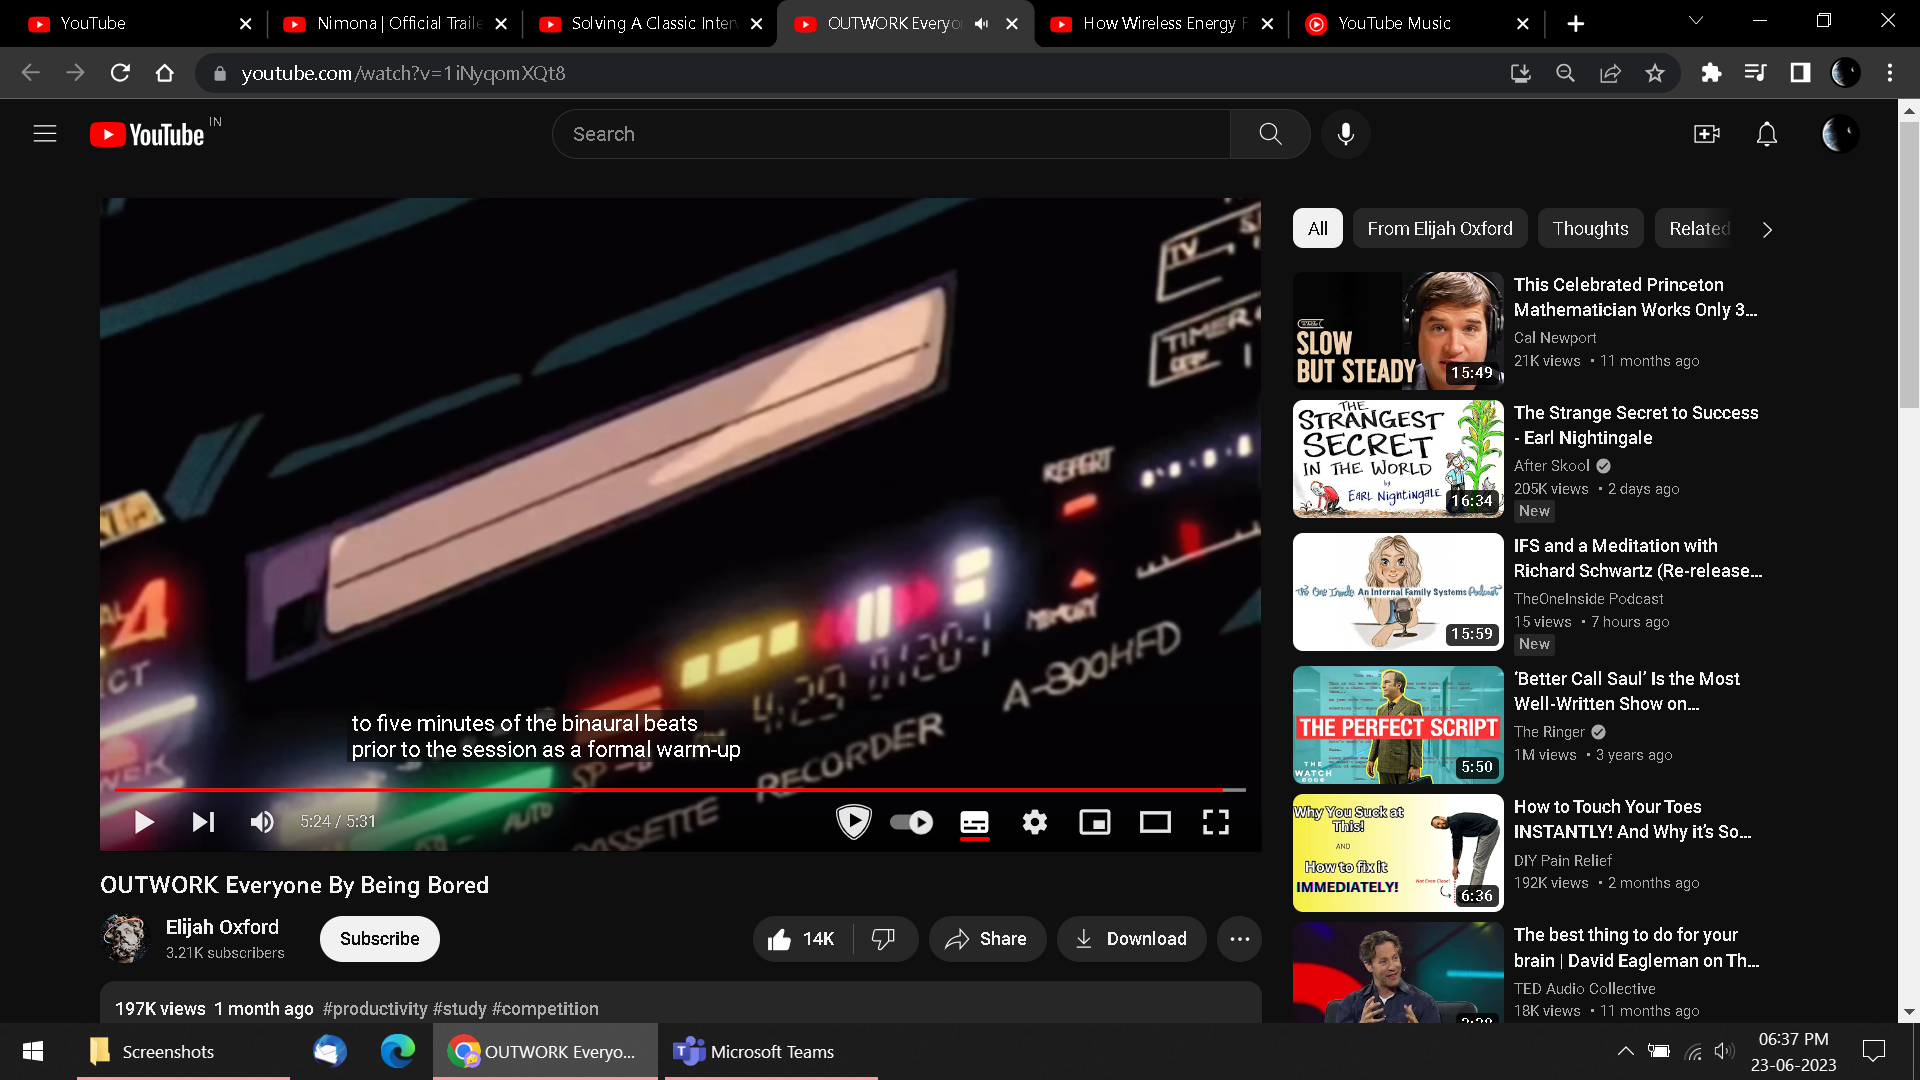 YouTube
Nimona | Official Traile
Solving A Classic Inter
OUTWORK Everyo
How Wireless Energy F
YouTube Music
youtube.com/watch?v=1iNyqomXQt8
YouTube IN
Search
TV
TIMER
OFF
REPEAT
MEMORY
4:29
A-800HFD
RECORDER
CASSETTE
AUTO
SP
to five minutes of the binaural beats
prior to the session as a formal warm-up
5:24 / 5:31
OUTWORK Everyone By Being Bored
Elijah Oxford
3.21K subscribers
Subscribe
14K
Share
Download
197K views 1 month ago #productivity #study #competition
All
From Elijah Oxford
Thoughts
Related
SLOW
BUT STEADY
15:49
This Celebrated Princeton
Mathematician Works Only 3...
Cal Newport
21K views • 11 months ago
THE
STRANGEST
SECRET
IN THE WORLD
by
EARL NIGHTINGALE
16:34
The Strange Secret to Success
- Earl Nightingale
After Skool
205K views • 2 days ago
New
The One Inside: An Internal Family Systems Podcast
15:59
IFS and a Meditation with
Richard Schwartz (Re-release...
TheOneInside Podcast
15 views • 7 hours ago
New
THE PERFECT SCRIPT
THE
WATCH
5:50
‘Better Call Saul’ Is the Most
Well-Written Show on...
The Ringer
1M views • 3 years ago
Why You Suck at
This!
AND
How to fix it
IMMEDIATELY!
Not Even Close!
6:36
How to Touch Your Toes
INSTANTLY! And Why it’s So...
DIY Pain Relief
192K views • 2 months ago
The best thing to do for your
brain | David Eagleman on Th...
TED Audio Collective
18K views • 11 months ago
Screenshots
OUTWORK Everyo...
Microsoft Teams
06:37 PM
23-06-2023